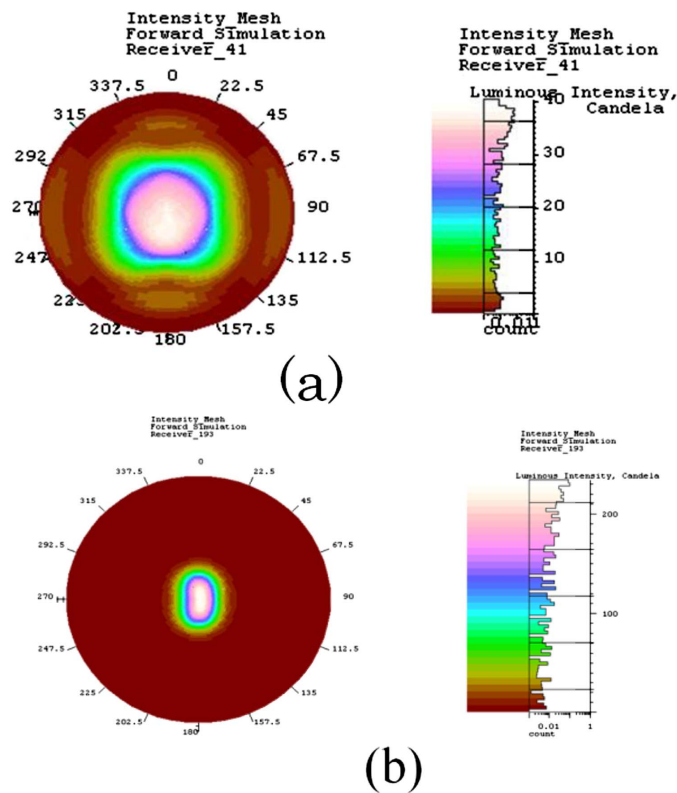 Intensity_Mesh
Forward_Simulation
Receiver_41
0
337.5
22.5
315
45
292
67.5
270
90
247
112.5
22
135
202.5
157.5
180
Intensity_Mesh
Forward_Simulation
Receiver_41
Luminous Intensity,
Candela
40
30
20
10
count
(a)
Intensity_Mesh
Forward_Simulation
Receiver_193
0
337.5
22.5
315
45
292.5
67.5
270
90
247.5
112.5
225
135
202.5
157.5
180
Intensity_Mesh
Forward_Simulation
Receiver_193
Luminous Intensity, Candela
200
100
0.01
1
count
(b)